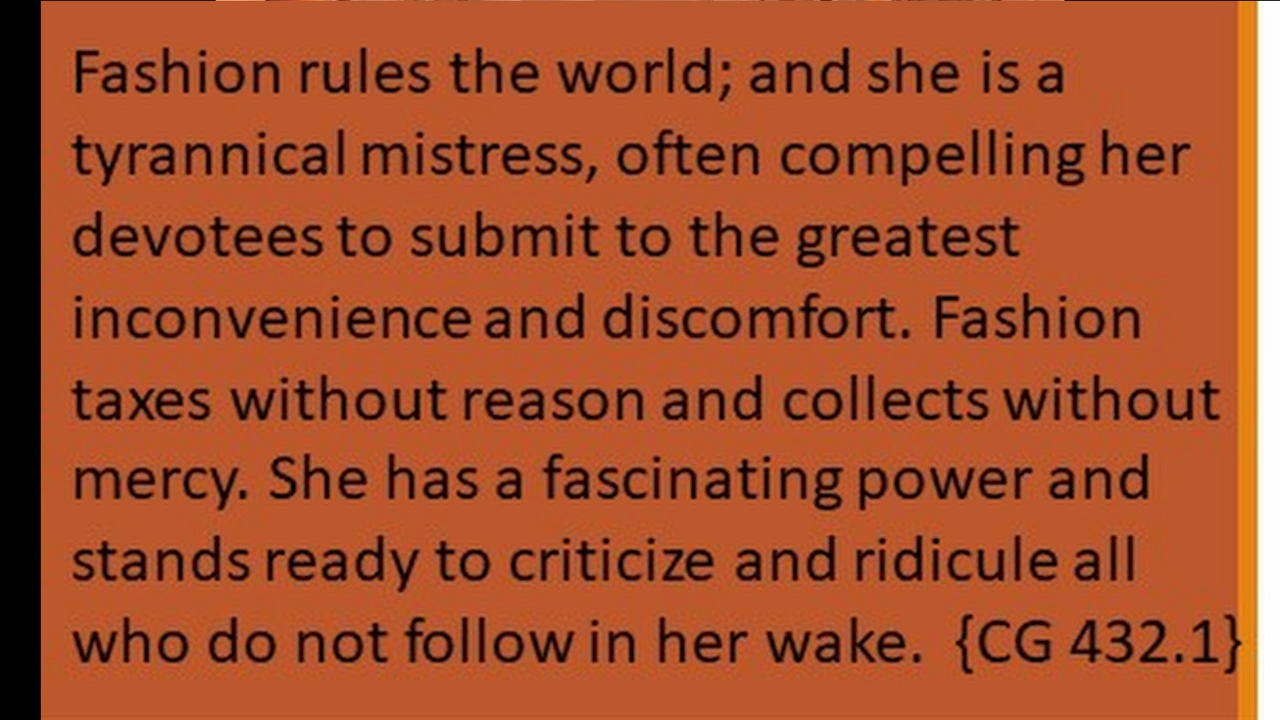 Fashion rules the world; and she is a
tyrannical mistress, often compelling her
devotees to submit to the greatest
inconvenience and discomfort. Fashion
taxes without reason and collects without
mercy. She has a fascinating power and
stands ready to criticize and ridicule all
who do not follow in her wake. {CG 432.1}